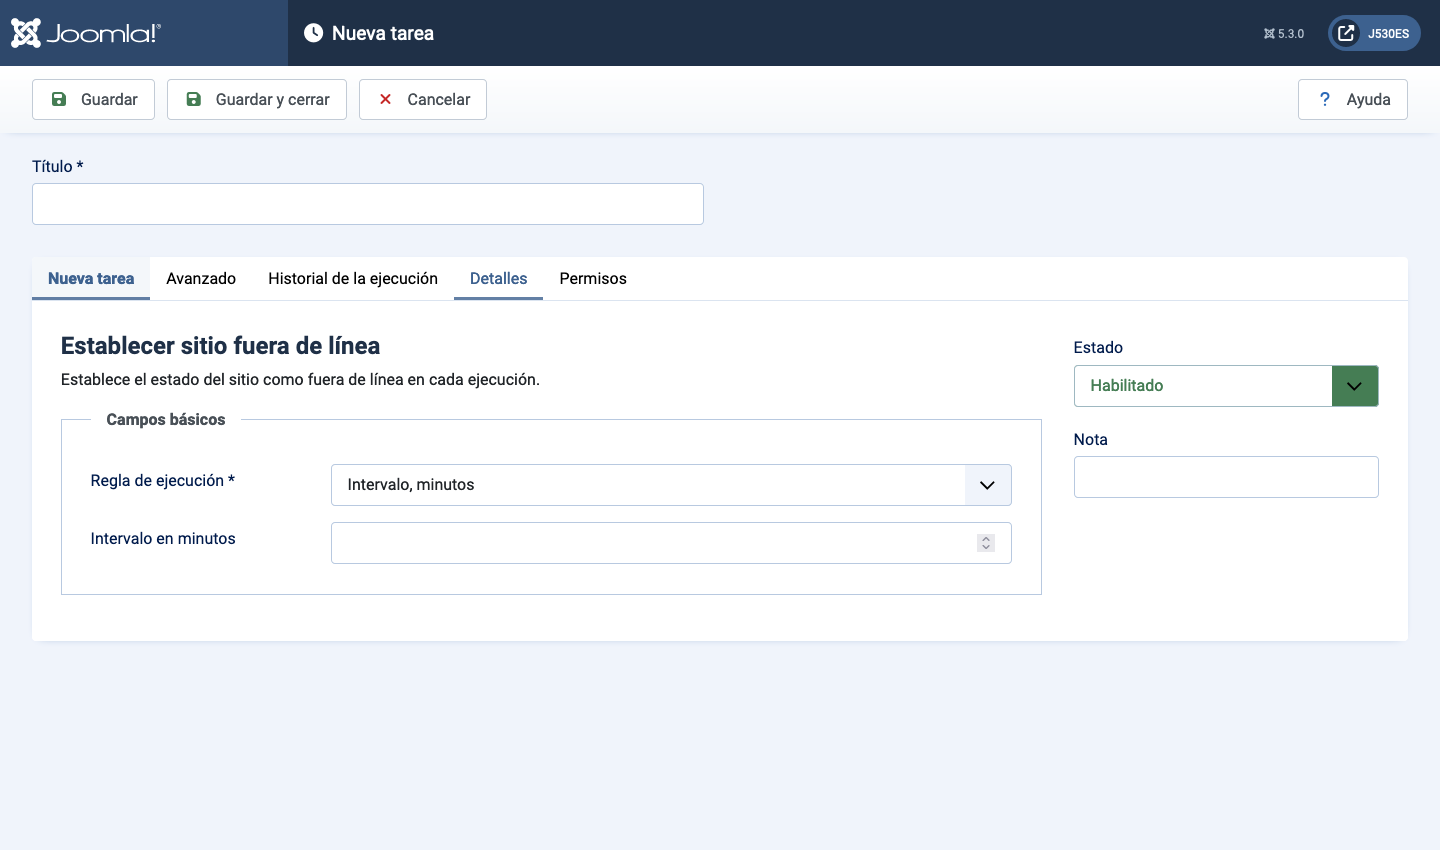 Joomla!®
Nueva tarea
5.3.0
J530ES
Guardar
Guardar y cerrar
Cancelar
? Ayuda
Título *
Nueva tarea
Avanzado
Historial de la ejecución
Detalles
Permisos
Establecer sitio fuera de línea
Establece el estado del sitio como fuera de línea en cada ejecución.
Campos básicos
Regla de ejecución *
Intervalo, minutos
Intervalo en minutos
Estado
Habilitado
Nota